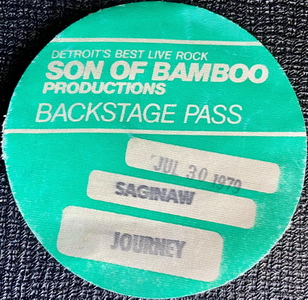 DETROIT'S BEST LIVE ROCK
SON OF BAMBOO
PRODUCTIONS
BACKSTAGE PASS
JUL 30 1979
SAGINAW
JOURNEY